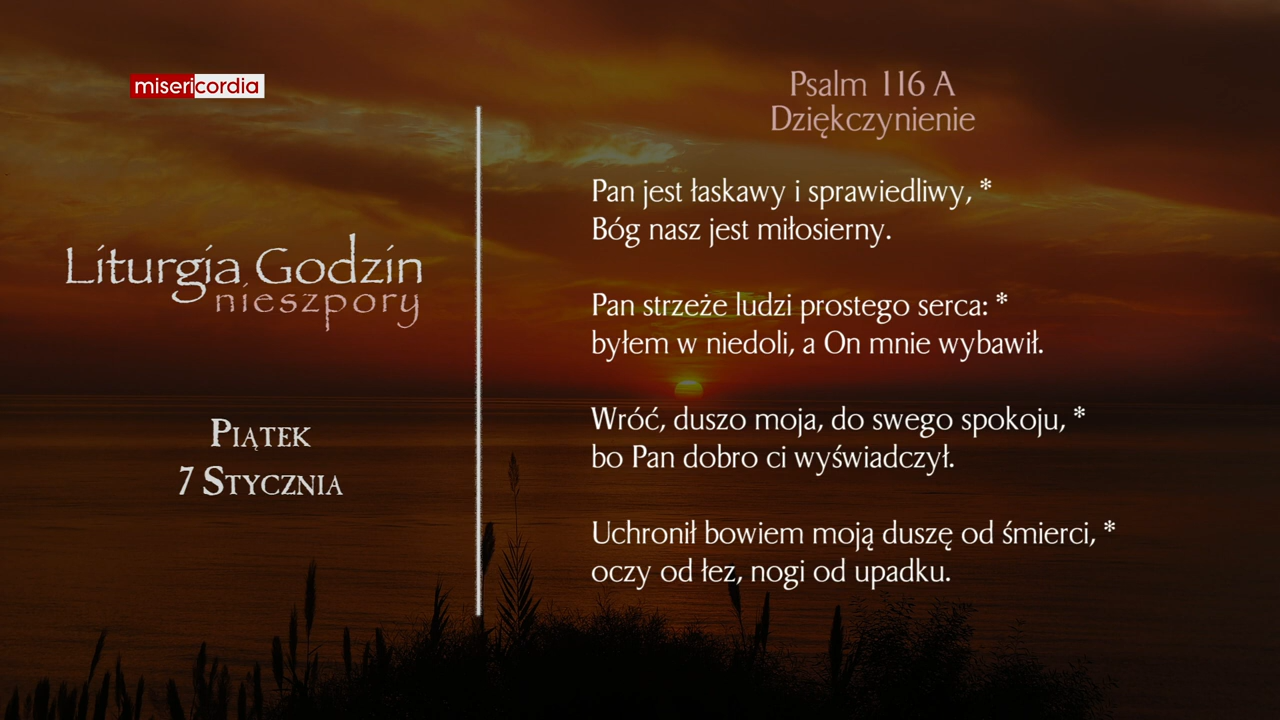 misericordia
Liturgia Godzin
nieszpory
Piątek
7 Stycznia
Psalm 116 A
Dziękczynienie
Pan jest łaskawy i sprawiedliwy, *
Bóg nasz jest miłosierny.
Pan strzeże ludzi prostego serca: *
byłem w niedoli, a On mnie wybawił.
Wróć, duszo moja, do swego spokoju, *
bo Pan dobro ci wyświadczył.
Uchronił bowiem moją duszę od śmierci, *
oczy od łez, nogi od upadku.